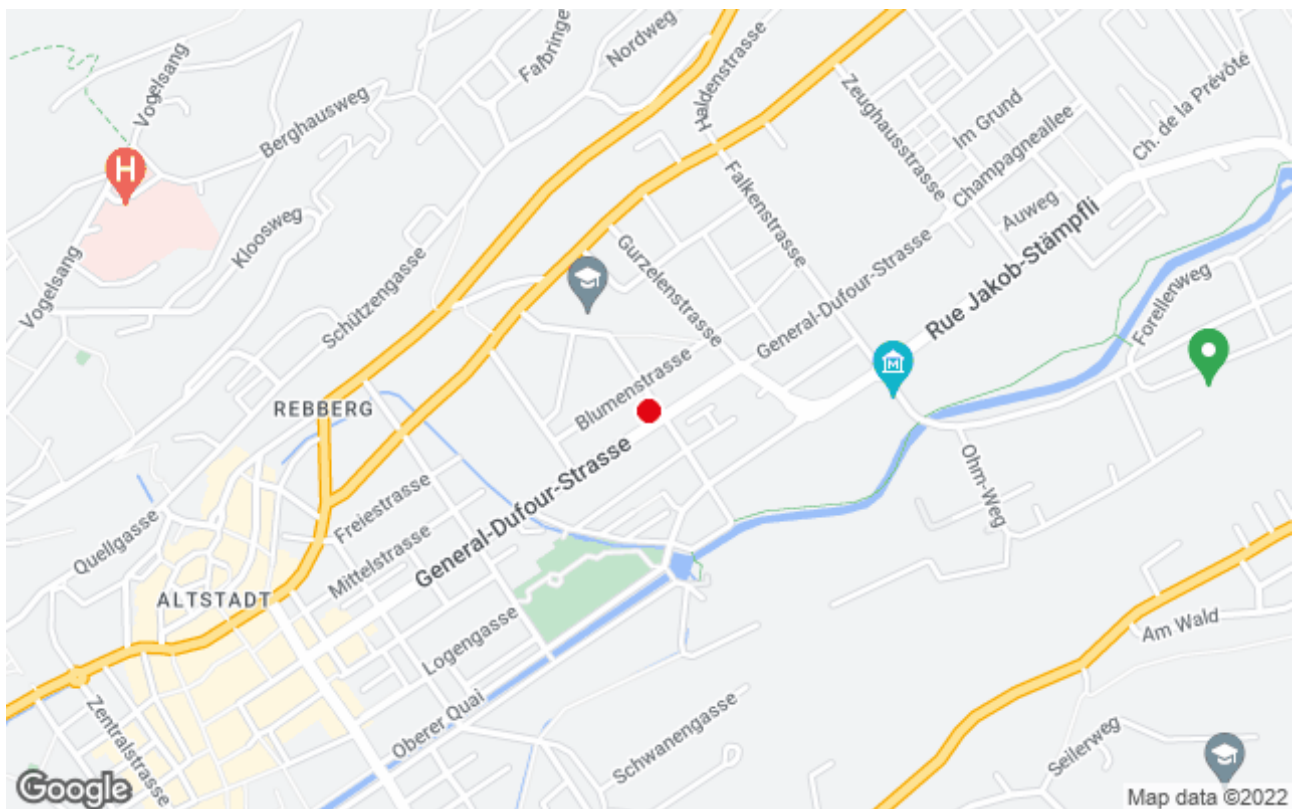 Vogelsang
Berghausweg
Falbringe
Nordweg
Haldenstrasse
Zeughausstrasse
Im Grund
Champagneallee
Ch. de la Prévôté
H
Kloosweg
Falkenstrasse
Auweg
Vogelsang
Schützengasse
Gurzelenstrasse
General-Dufour-Strasse
Rue Jakob-Stämpfli
Forellenweg
M
REBBERG
Blumenstrasse
General-Dufour-Strasse
Ohm-Weg
Quellgasse
Freiestrasse
Mittelstrasse
ALTSTADT
Logengasse
Am Wald
Zentralstrasse
Oberer Quai
Schwanengasse
Seilerweg
Google
Map data ©2022